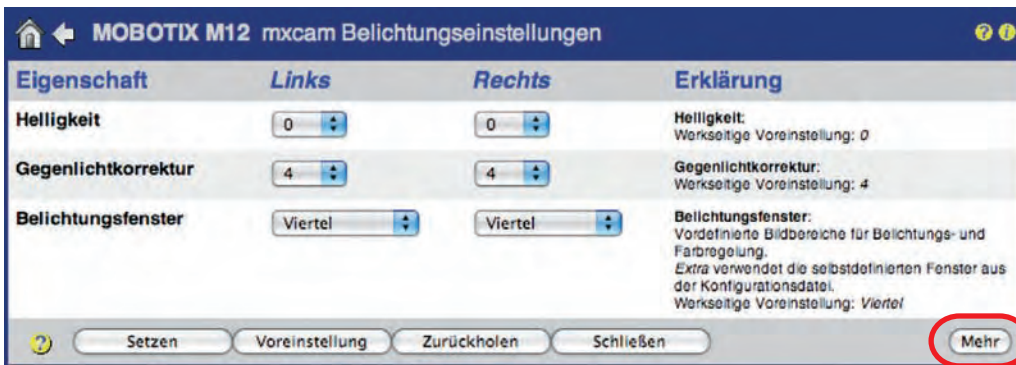 MOBOTIX M12 mxcam Belichtungseinstellungen
Eigenschaft Links Rechts Erklärung
Helligkeit 0 0 Helligkeit:
Werkseitige Voreinstellung: 0
Gegenlichtkorrektur 4 4 Gegenlichtkorrektur:
Werkseitige Voreinstellung: 4
Belichtungsfenster Viertel Viertel Belichtungsfenster:
Vordefinierte Bildbereiche für Belichtungs- und
Farbregelung.
Extra verwendet die selbstdefinierten Fenster aus
der Konfigurationsdatei.
Werkseitige Voreinstellung: Viertel
? Setzen Voreinstellung Zurückholen Schließen Mehr